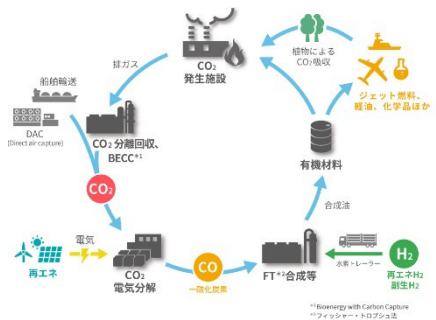 植物による
CO₂吸収
CO₂
発生施設
排ガス
船舶輸送
DAC
(Direct air capture)
CO₂ 分離回収、
BECC*¹
ジェット燃料、
軽油、化学品ほか
有機材料
合成油
CO₂
電気
再エネ
CO₂
電気分解
CO
一酸化炭素
FT*²合成等
水素トレーラー
H₂
再エネH₂
副生H₂
*¹Bioenergy with Carbon Capture
*²フィッシャー・トロプシュ法